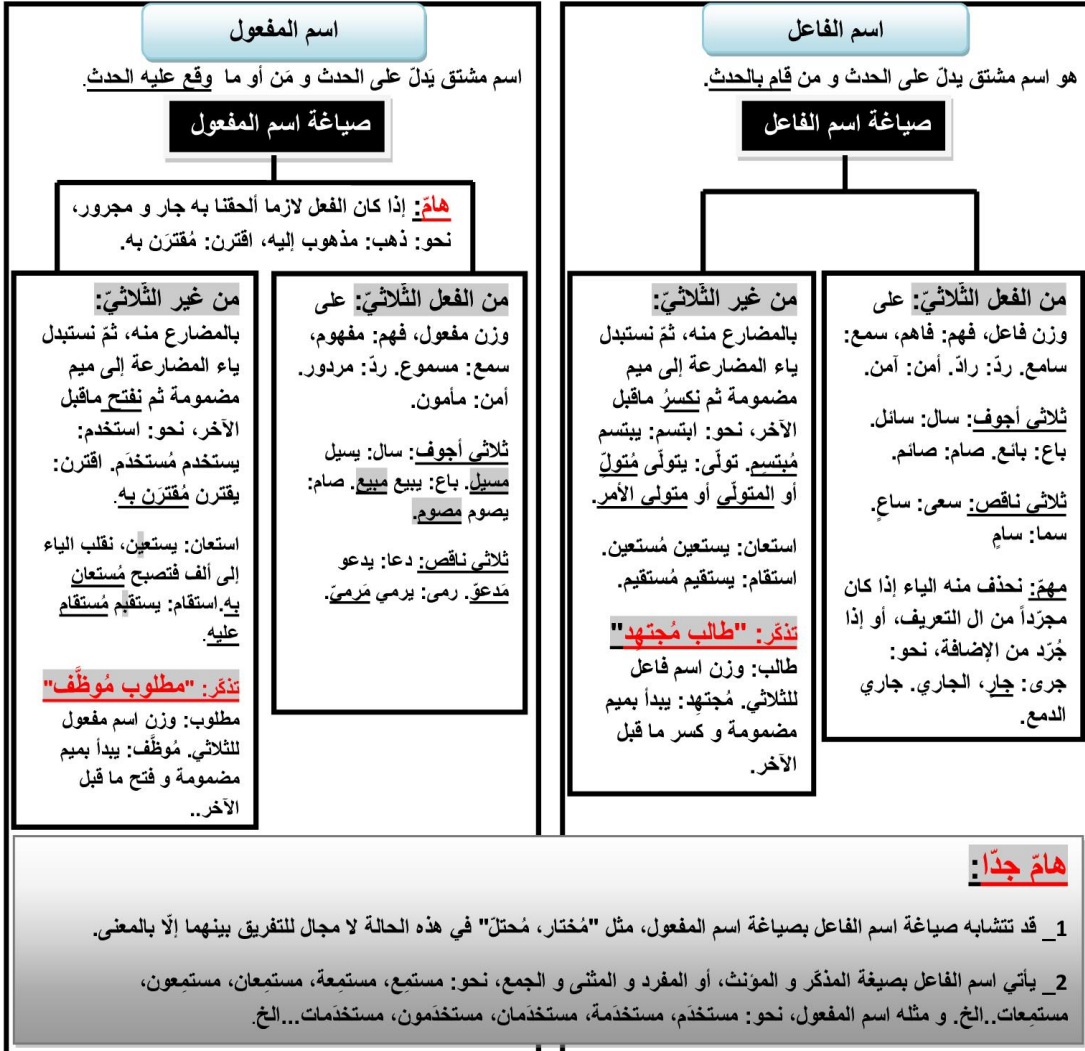 اسم الفاعل
هو اسم مشتق يدلّ على الحدث و من قام بالحدث.
صياغة اسم الفاعل
من الفعل الثّلاثيّ: على
وزن فاعل، فهم: فاهم، سمع:
سامع. ردّ: رادّ. أمن: آمن.
ثلاثي أجوف: سال: سائل.
باع: بائع. صام: صائم.
ثلاثي ناقص: سعى: ساعٍ.
سما: سامٍ
مهمّ: نحذف منه الياء إذا كان
مجرّداً من ال التعريف، أو إذا
جُرّد من الإضافة، نحو:
جرى: جارٍ، الجاري. جاري
الدمع.
من غير الثّلاثيّ:
بالمضارع منه، ثمّ نستبدل
ياء المضارعة إلى ميم
مضمومة ثم نكسرُ ماقبل
الآخر، نحو: ابتسم: يبتسم
مُبتسِم. تولّى: يتولّى مُتولٍّ
أو المتولّي أو متولي الأمر.
استعان: يستعين مُستعين.
استقام: يستقيم مُستقيم.
تذكّر: "طالب مُجتهِد"
طالب: وزن اسم فاعل
للثلاثي. مُجتهِد: يبدأ بميم
مضمومة و كسر ما قبل
الآخر.
اسم المفعول
اسم مشتق يَدلّ على الحدث و مَن أو ما وقع عليه الحدث.
صياغة اسم المفعول
هامّ: إذا كان الفعل لازما ألحقنا به جار و مجرور،
نحو: ذهب: مذهوب إليه، اقترن: مُقترَن به.
من الفعل الثّلاثيّ: على
وزن مفعول، فهم: مفهوم،
سمع: مسموع. ردّ: مردور.
أمن: مأمون.
ثلاثي أجوف: سال: يسيل
مسيل. باع: يبيع مبيع. صام:
يصوم مصوم.
ثلاثي ناقص: دعا: يدعو
مَدعوّ. رمى: يرمي مَرميّ.
من غير الثّلاثيّ:
بالمضارع منه، ثمّ نستبدل
ياء المضارعة إلى ميم
مضمومة ثم نفتح ماقبل
الآخر، نحو: استخدم:
يستخدم مُستخدَم. اقترن:
يقترن مُقترَن به.
استعان: يستعين، نقلب الياء
إلى ألف فتصبح مُستعان
به.استقام: يستقيم مُستقام
عليه.
تذكّر: "مطلوب مُوظَّف"
مطلوب: وزن اسم مفعول
للثلاثي. مُوظَّف: يبدأ بميم
مضمومة و فتح ما قبل
الآخر..
هامّ جدّا:
1_ قد تتشابه صياغة اسم الفاعل بصياغة اسم المفعول، مثل "مُختار، مُحتلّ" في هذه الحالة لا مجال للتفريق بينهما إلّا بالمعنى.
2_ يأتي اسم الفاعل بصيغة المذكّر و المؤنث، أو المفرد و المثنى و الجمع، نحو: مستمِع، مستمِعة، مستمِعان، مستمِعون،
مستمِعات..الخ. و مثله اسم المفعول، نحو: مستخدَم، مستخدَمة، مستخدَمان، مستخدَمون، مستخدَمات...الخ.